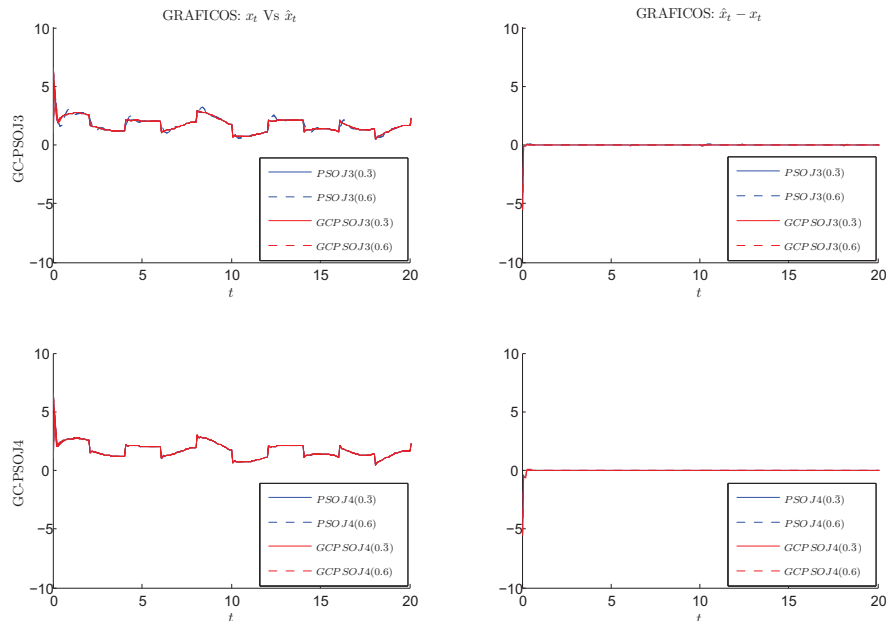 GRAFICOS: $x_t$ Vs $\hat{x}_t$
10
5
0
−5
−10
GC-PSOJ3
PSOJ3(0.3)
PSOJ3(0.6)
GCPSOJ3(0.3)
GCPSOJ3(0.6)
0 5 10 15 20
t
GRAFICOS: $\hat{x}_t - x_t$
10
5
0
−5
−10
PSOJ3(0.3)
PSOJ3(0.6)
GCPSOJ3(0.3)
GCPSOJ3(0.6)
0 5 10 15 20
t
10
5
0
−5
−10
GC-PSOJ4
PSOJ4(0.3)
PSOJ4(0.6)
GCPSOJ4(0.3)
GCPSOJ4(0.6)
0 5 10 15 20
t
10
5
0
−5
−10
PSOJ4(0.3)
PSOJ4(0.6)
GCPSOJ4(0.3)
GCPSOJ4(0.6)
0 5 10 15 20
t